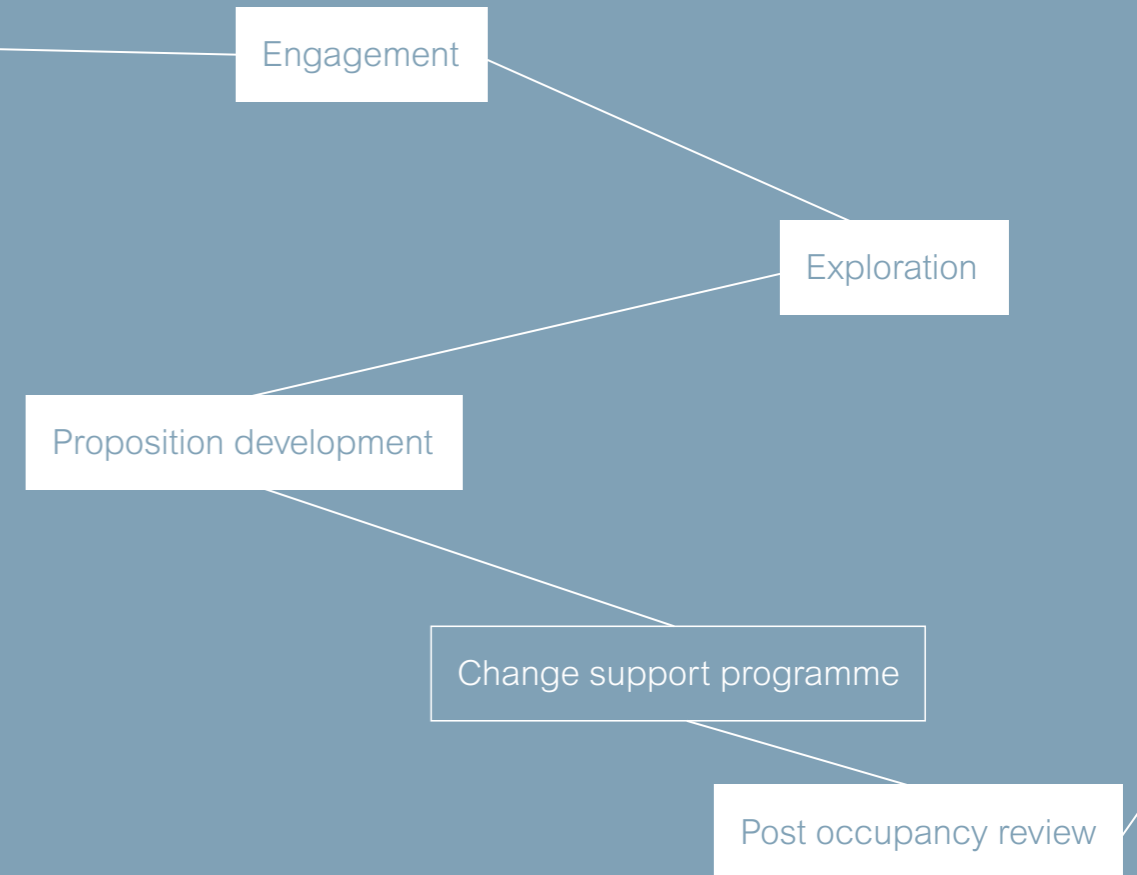 Engagement
Exploration
Proposition development
Change support programme
Post occupancy review